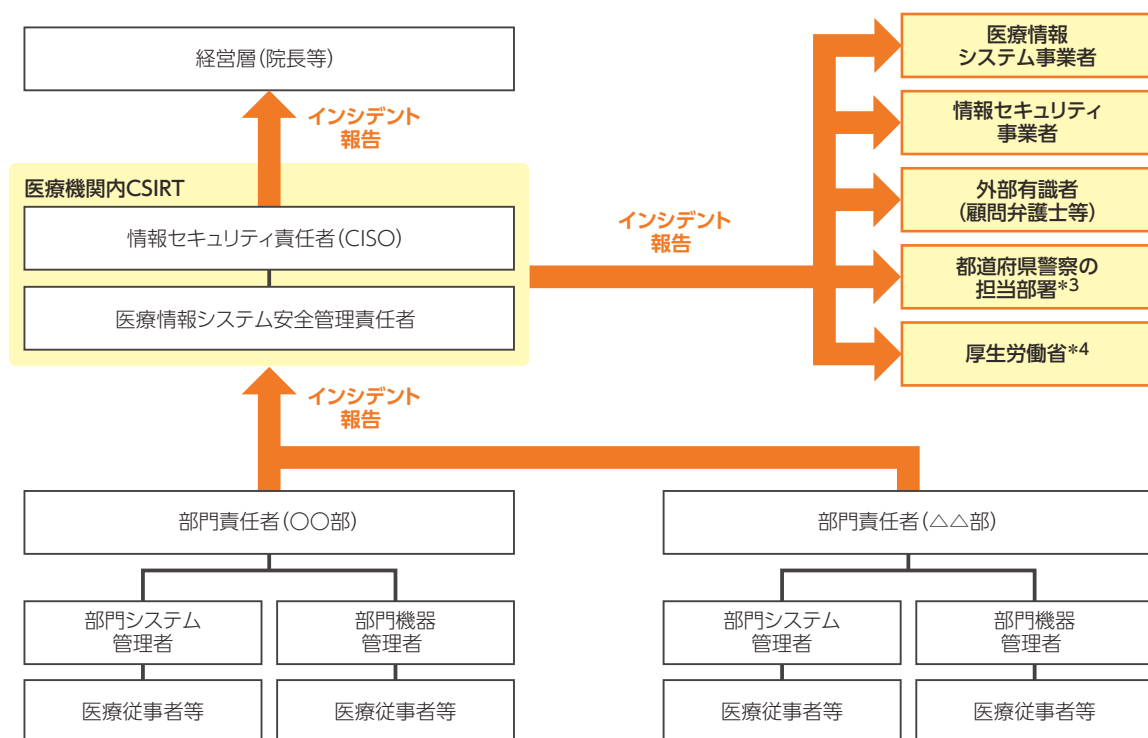 経営層(院長等)
インシデント
報告
医療機関内CSIRT
情報セキュリティ責任者(CISO)
医療情報システム安全管理責任者
インシデント
報告
医療情報
システム事業者
情報セキュリティ
事業者
外部有識者
(顧問弁護士等)
都道府県警察の
担当部署*3
厚生労働省*4
インシデント
報告
部門責任者(〇〇部)
部門責任者(△△部)
部門システム
管理者
部門機器
管理者
部門システム
管理者
部門機器
管理者
医療従事者等
医療従事者等
医療従事者等
医療従事者等